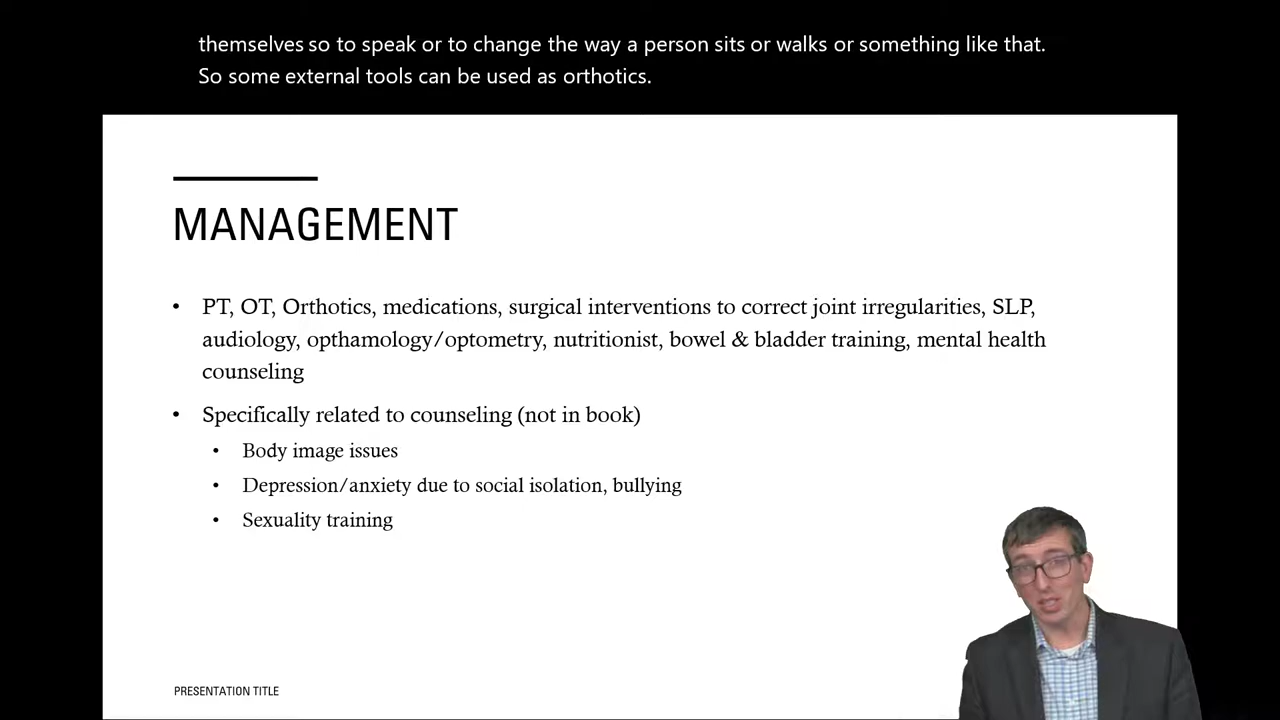 themselves so to speak or to change the way a person sits or walks or something like that.
So some external tools can be used as orthotics.
MANAGEMENT
• PT, OT, Orthotics, medications, surgical interventions to correct joint irregularities, SLP,
audiology, opthamology/optometry, nutritionist, bowel & bladder training, mental health
counseling
• Specifically related to counseling (not in book)
• Body image issues
• Depression/anxiety due to social isolation, bullying
• Sexuality training
PRESENTATION TITLE